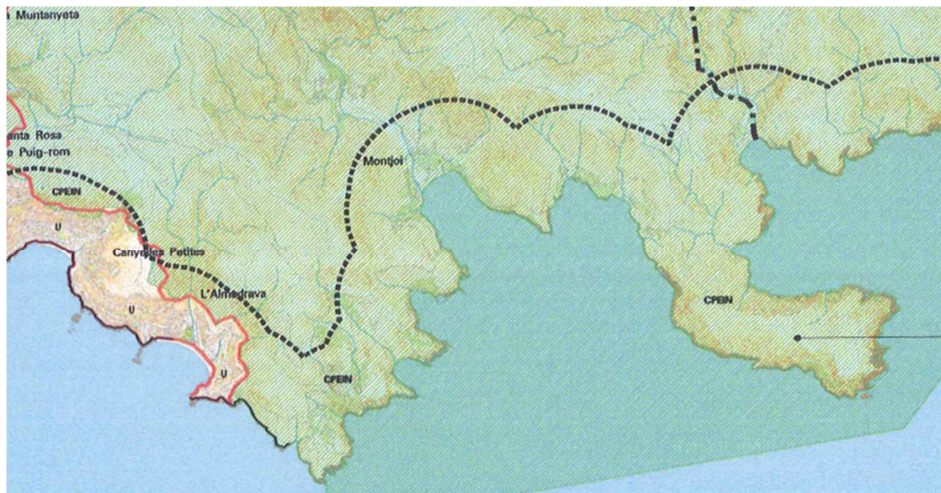 a Muntanyeta
anta Rosa
e Puig-rom
CPEIN
U
Canyelles Petites
L'Almadrava
U
U
Montjoi
CPEIN
CPEIN